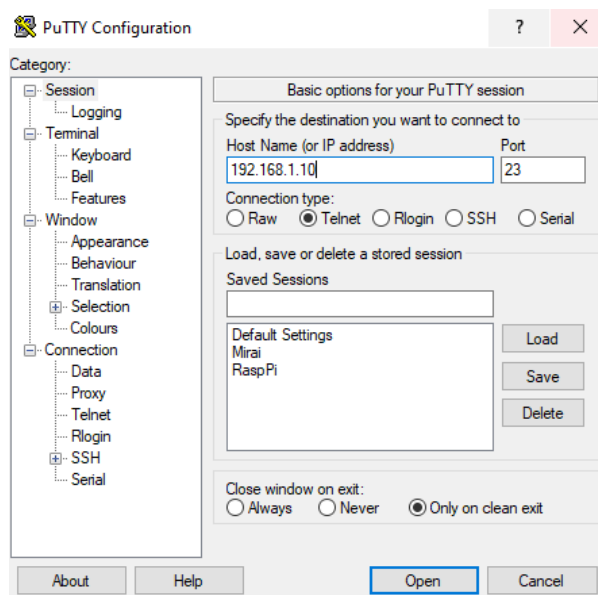 PuTTY Configuration
?
Category:
Session
Logging
Terminal
Keyboard
Bell
Features
Window
Appearance
Behaviour
Translation
Selection
Colours
Connection
Data
Proxy
Telnet
Rlogin
SSH
Serial
Basic options for your PuTTY session
Specify the destination you want to connect to
Host Name (or IP address) Port
192.168.1.10 23
Connection type:
Raw Telnet Rlogin SSH Serial
Load, save or delete a stored session
Saved Sessions
Default Settings
Mirai
RaspPi
Load
Save
Delete
Close window on exit:
Always Never Only on clean exit
About Help Open Cancel